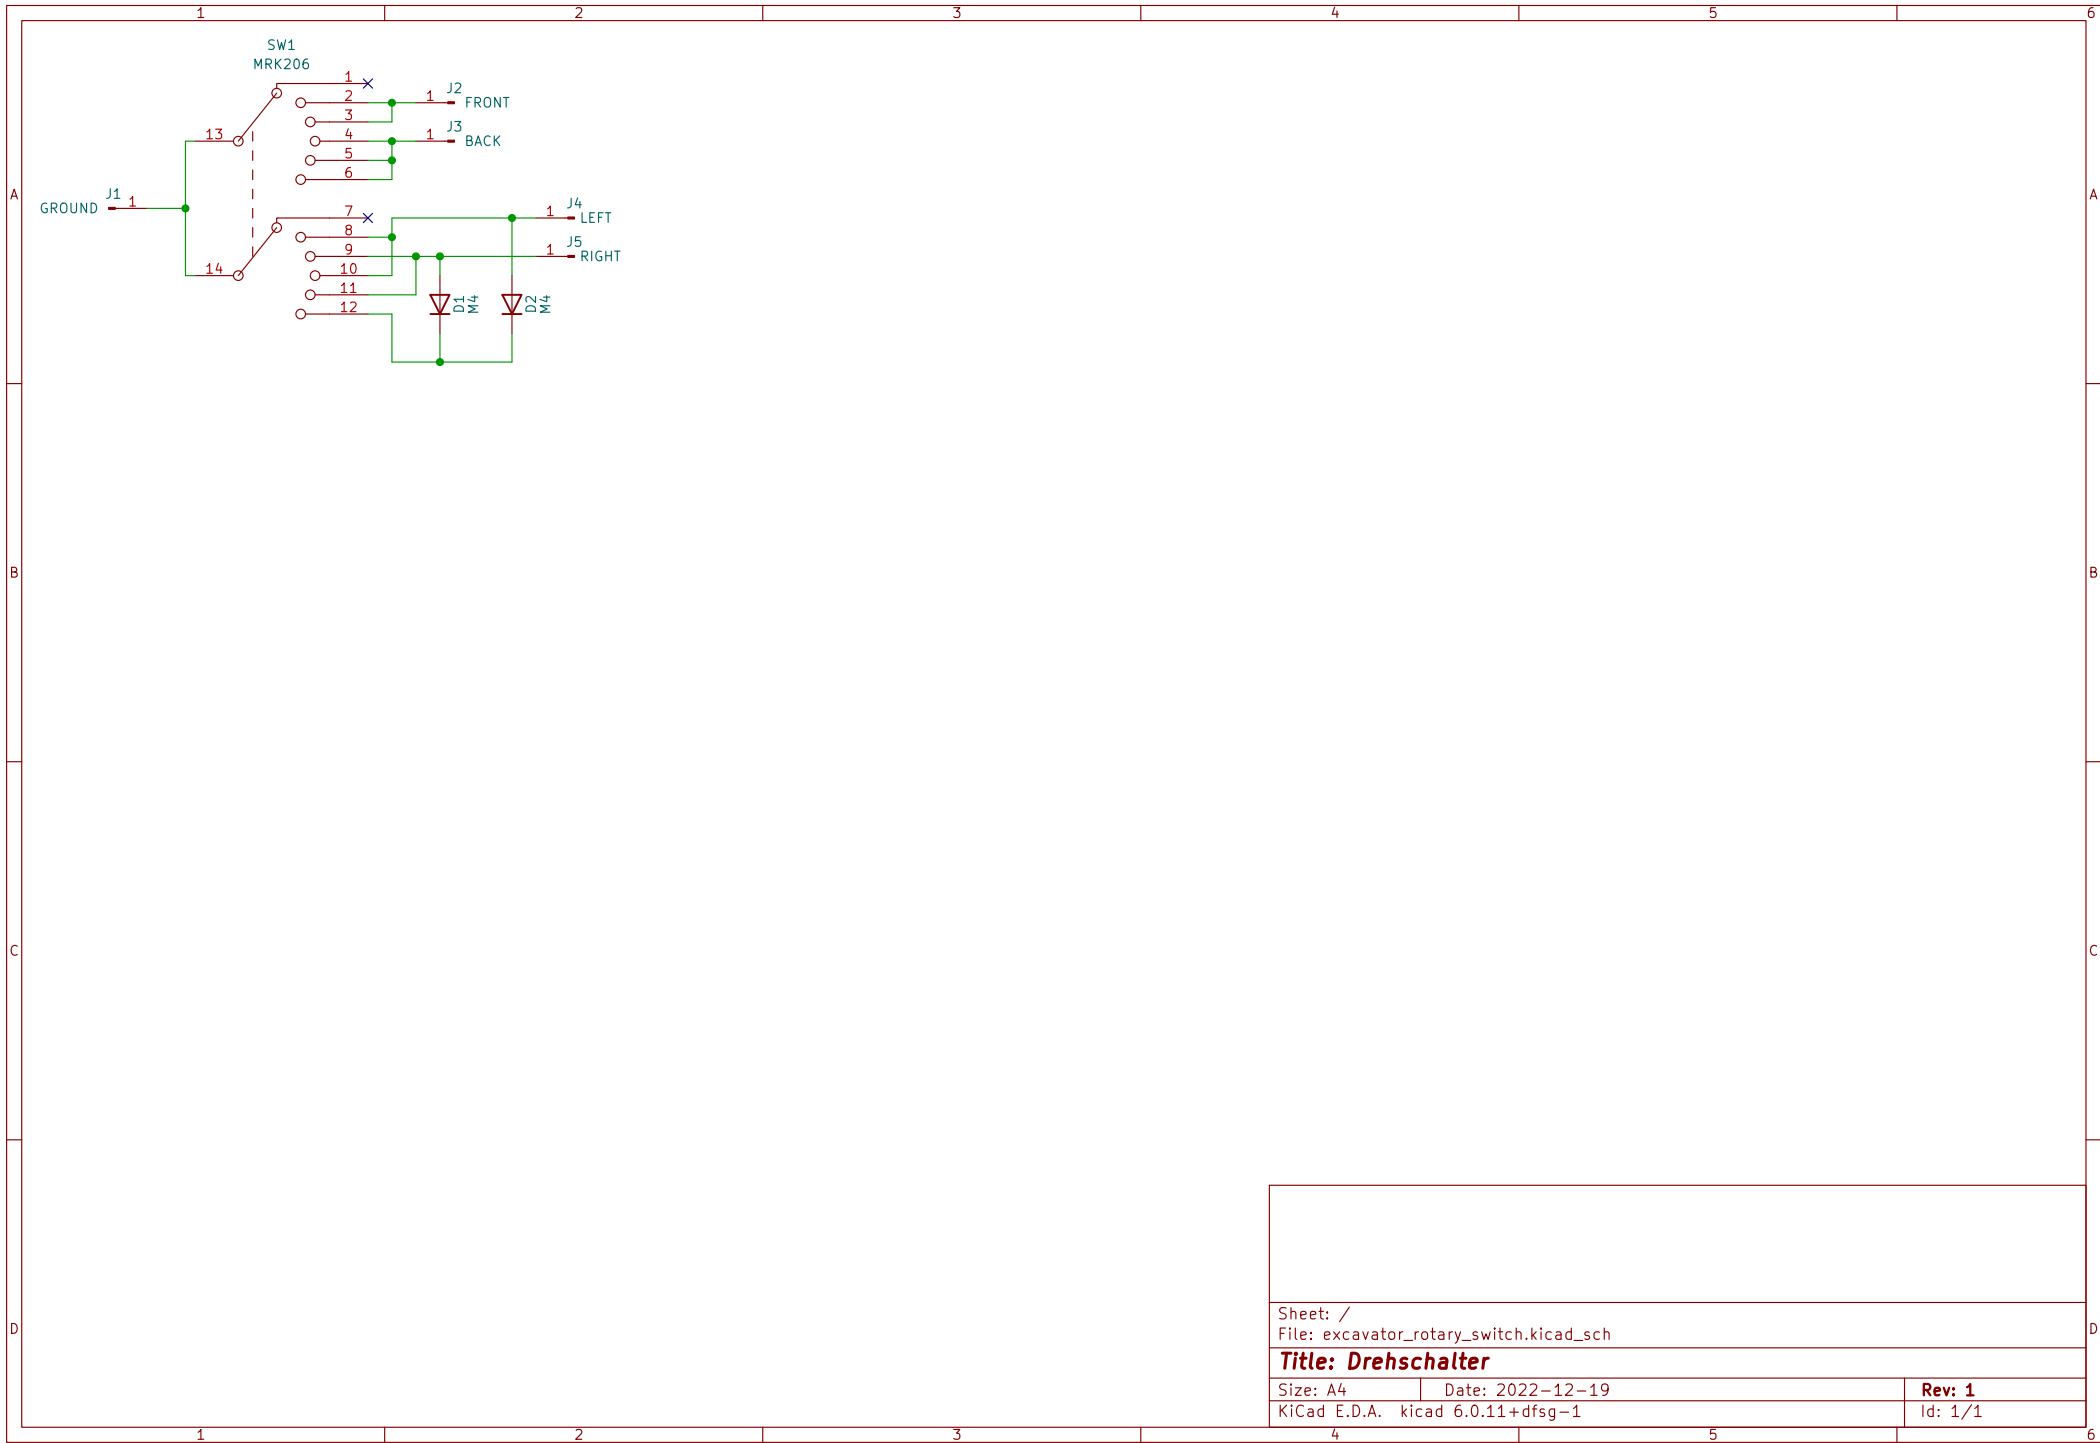 1 2 3 4 5 6
SW1
MRK206
1
2
3
4
5
6
13
J2
1 FRONT
J3
1 BACK
A
A
J1
GROUND 1
7
8
9
10
11
12
14
J4
1 LEFT
J5
1 RIGHT
D1
M4
D2
M4
B
B
C
C
D
D
Sheet: /
File: excavator_rotary_switch.kicad_sch
Title: Drehschalter
Size: A4 Date: 2022-12-19 Rev: 1
KiCad E.D.A. kicad 6.0.11+dfsg-1 Id: 1/1
1 2 3 4 5 6